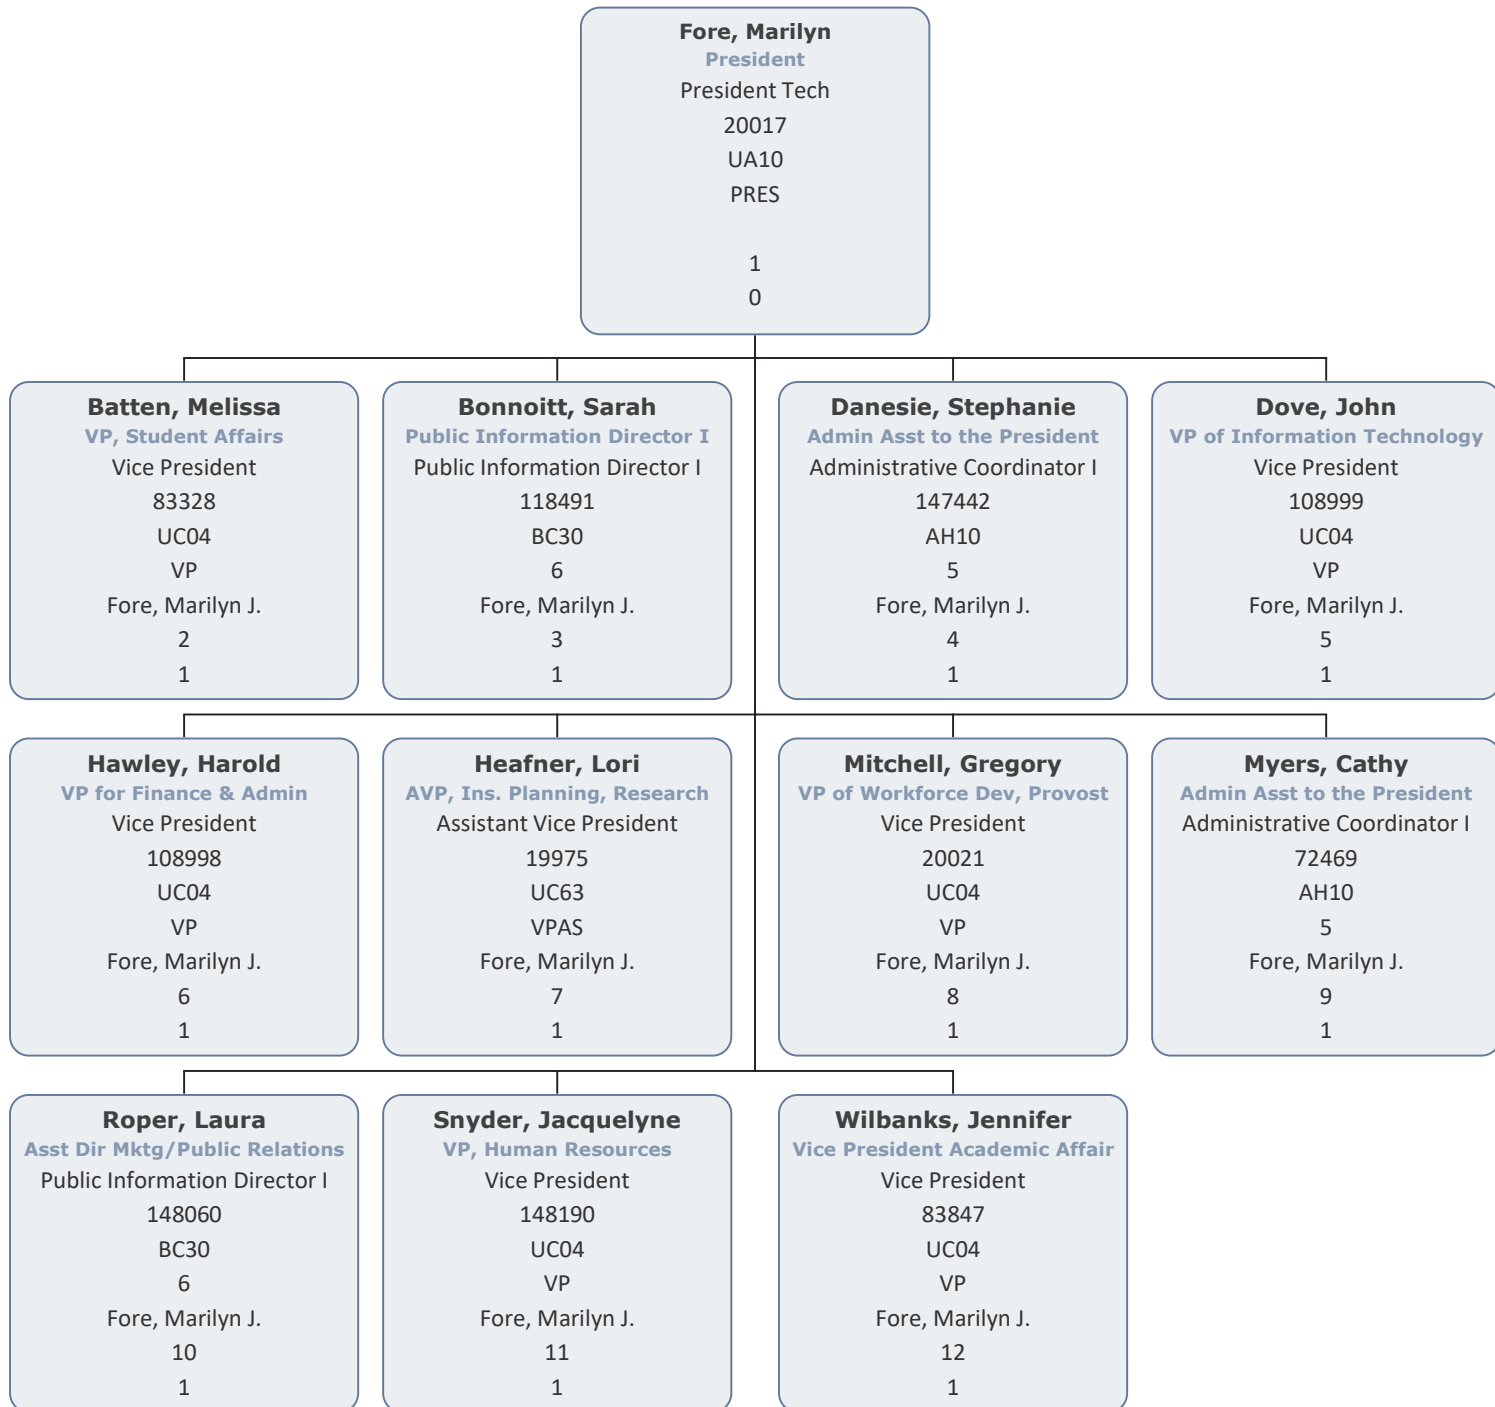 Fore, Marilyn
President
President Tech
20017
UA10
PRES
1
0
Batten, Melissa
VP, Student Affairs
Vice President
83328
UC04
VP
Fore, Marilyn J.
2
1
Bonnoitt, Sarah
Public Information Director I
Public Information Director I
118491
BC30
6
Fore, Marilyn J.
3
1
Danesie, Stephanie
Admin Asst to the President
Administrative Coordinator I
147442
AH10
5
Fore, Marilyn J.
4
1
Dove, John
VP of Information Technology
Vice President
108999
UC04
VP
Fore, Marilyn J.
5
1
Hawley, Harold
VP for Finance & Admin
Vice President
108998
UC04
VP
Fore, Marilyn J.
6
1
Heafner, Lori
AVP, Ins. Planning, Research
Assistant Vice President
19975
UC63
VPAS
Fore, Marilyn J.
7
1
Mitchell, Gregory
VP of Workforce Dev, Provost
Vice President
20021
UC04
VP
Fore, Marilyn J.
8
1
Myers, Cathy
Admin Asst to the President
Administrative Coordinator I
72469
AH10
5
Fore, Marilyn J.
9
1
Roper, Laura
Asst Dir Mktg/Public Relations
Public Information Director I
148060
BC30
6
Fore, Marilyn J.
10
1
Snyder, Jacquelyne
VP, Human Resources
Vice President
148190
UC04
VP
Fore, Marilyn J.
11
1
Wilbanks, Jennifer
Vice President Academic Affair
Vice President
83847
UC04
VP
Fore, Marilyn J.
12
1